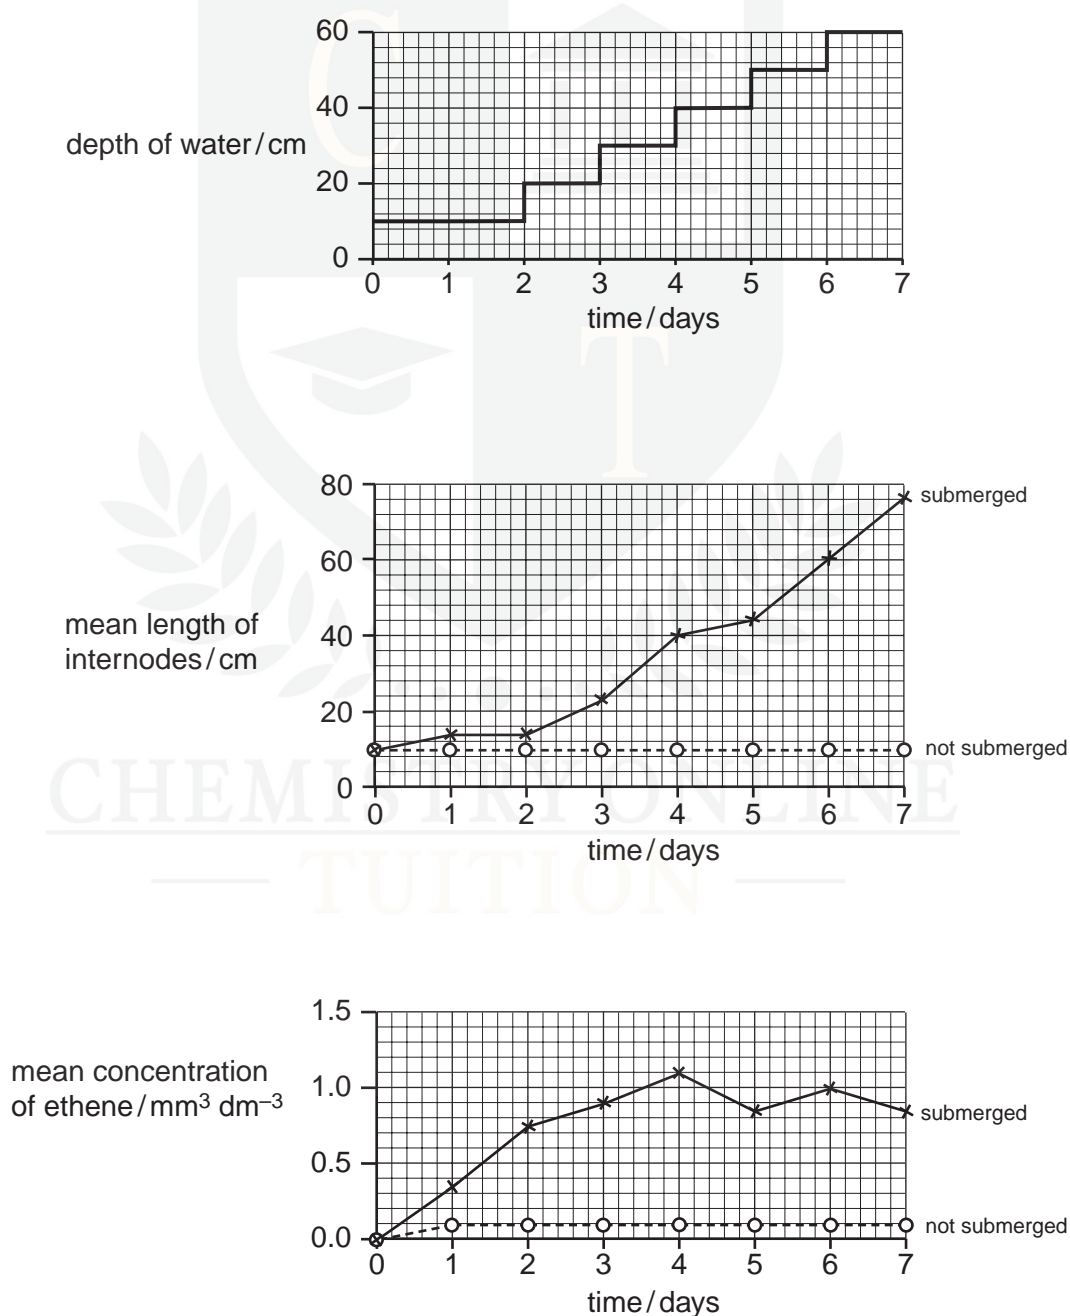 60
40
depth of water / cm
20
0
0 1 2 3 4 5 6 7
time / days
80
submerged
60
mean length of
internodes / cm
40
20
not submerged
0
0 1 2 3 4 5 6 7
time / days
CHEMISTRY ONLINE
TUITION
1.5
mean concentration
of ethene / mm³ dm⁻³
1.0
submerged
0.5
not submerged
0.0
0 1 2 3 4 5 6 7
time / days
C
T